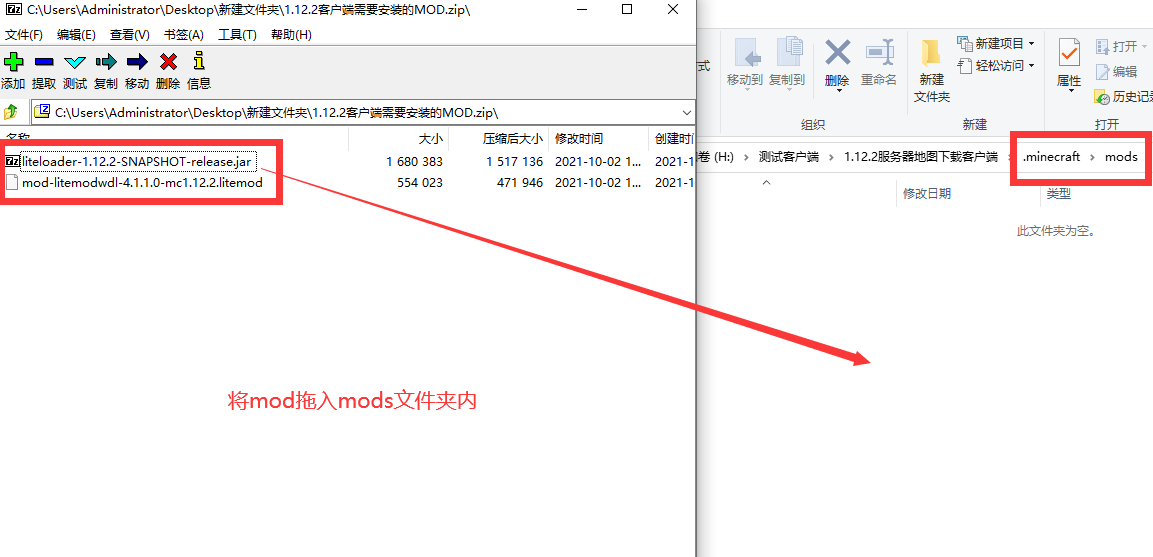 C:\Users\Administrator\Desktop\新建文件夹\1.12.2客户端需要安装的MOD.zip\
文件(F) 编辑(E) 查看(V) 书签(A) 工具(T) 帮助(H)
添加 提取 测试 复制 移动 删除 信息
C:\Users\Administrator\Desktop\新建文件夹\1.12.2客户端需要安装的MOD.zip\
名称 大小 压缩后大小 修改时间 创建时间
liteloader-1.12.2-SNAPSHOT-release.jar 1 680 383 1 517 136 2021-10-02 1... 2021-1
mod-litemodwdl-4.1.1.0-mc1.12.2.litemod 554 023 471 946 2021-10-02 1... 2021-1
将mod拖入mods文件夹内
式 移动到 复制到 删除 重命名
组织
新建项目
轻松访问
新建
文件夹
新建
属性
打开
编辑
历史记录
打开
卷 (H:) 测试客户端 1.12.2服务器地图下载客户端 .minecraft mods
修改日期 类型
此文件夹为空。